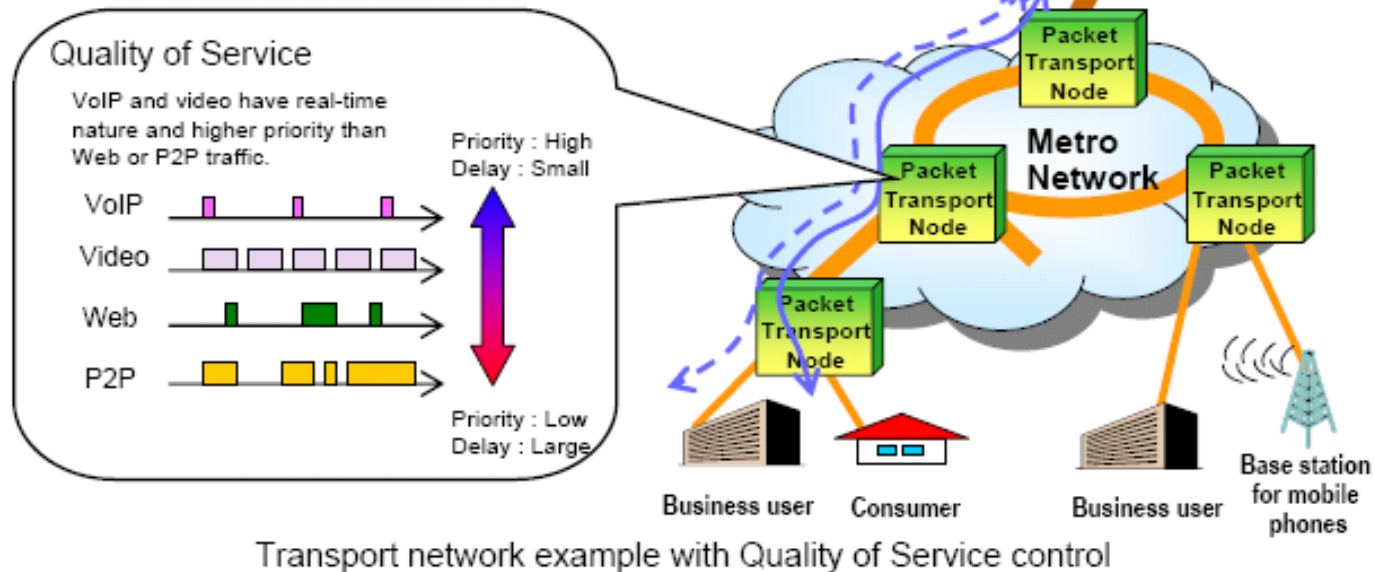 Quality of Service
VoIP and video have real-time
nature and higher priority than
Web or P2P traffic.
Priority : High
Delay : Small
VoIP
Video
Web
P2P
Priority : Low
Delay : Large
Packet
Transport
Node
Metro
Network
Packet
Transport
Node
Packet
Transport
Node
Packet
Transport
Node
Business user
Consumer
Business user
Base station
for mobile
phones
Transport network example with Quality of Service control